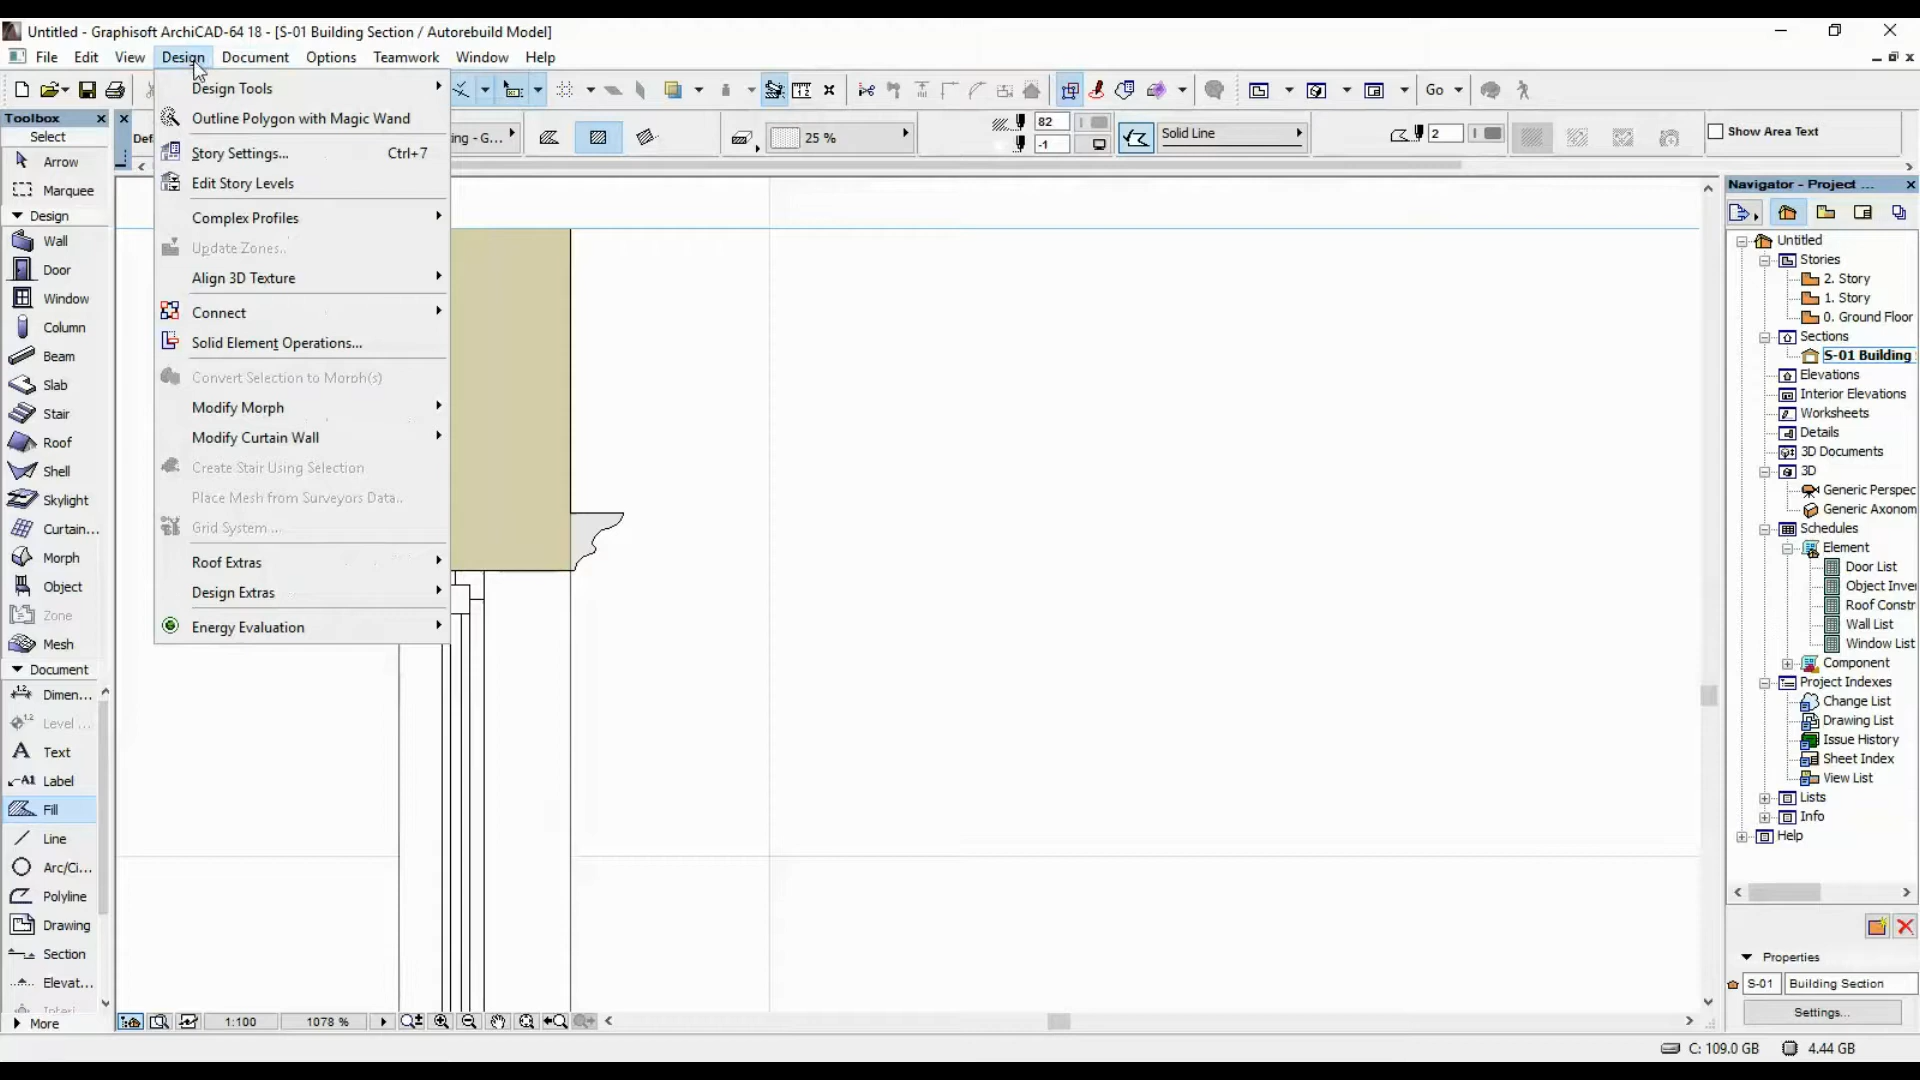 Untitled - Graphisoft ArchiCAD-64 18 - [S-01 Building Section / Autorebuild Model]
File Edit View Design Document Options Teamwork Window Help
Go
Toolbox
Select
Arrow
Marquee
Design
Wall
Door
Window
Column
Beam
Slab
Stair
Roof
Shell
Skylight
Curtain...
Morph
Object
Zone
Mesh
Document
Dimen...
Level ...
Text
Label
Fill
Line
Arc/Ci...
Polyline
Drawing
Section
Elevat...
More
Design Tools
Outline Polygon with Magic Wand
Story Settings... Ctrl+7
Edit Story Levels
Complex Profiles
Update Zones..
Align 3D Texture
Connect
Solid Element Operations...
Convert Selection to Morph(s)
Modify Morph
Modify Curtain Wall
Create Stair Using Selection
Place Mesh from Surveyors Data..
Grid System ...
Roof Extras
Design Extras
Energy Evaluation
Def
ing - G...
25 %
82
-1
Solid Line
2
Show Area Text
Navigator - Project ...
Untitled
Stories
2. Story
1. Story
0. Ground Floor
Sections
S-01 Building
Elevations
Interior Elevations
Worksheets
Details
3D Documents
3D
Generic Perspec
Generic Axonom
Schedules
Element
Door List
Object Inve
Roof Constr
Wall List
Window List
Component
Project Indexes
Change List
Drawing List
Issue History
Sheet Index
View List
Lists
Info
Help
Properties
S-01 Building Section
Settings...
1:100 1078 %
C: 109.0 GB 4.44 GB